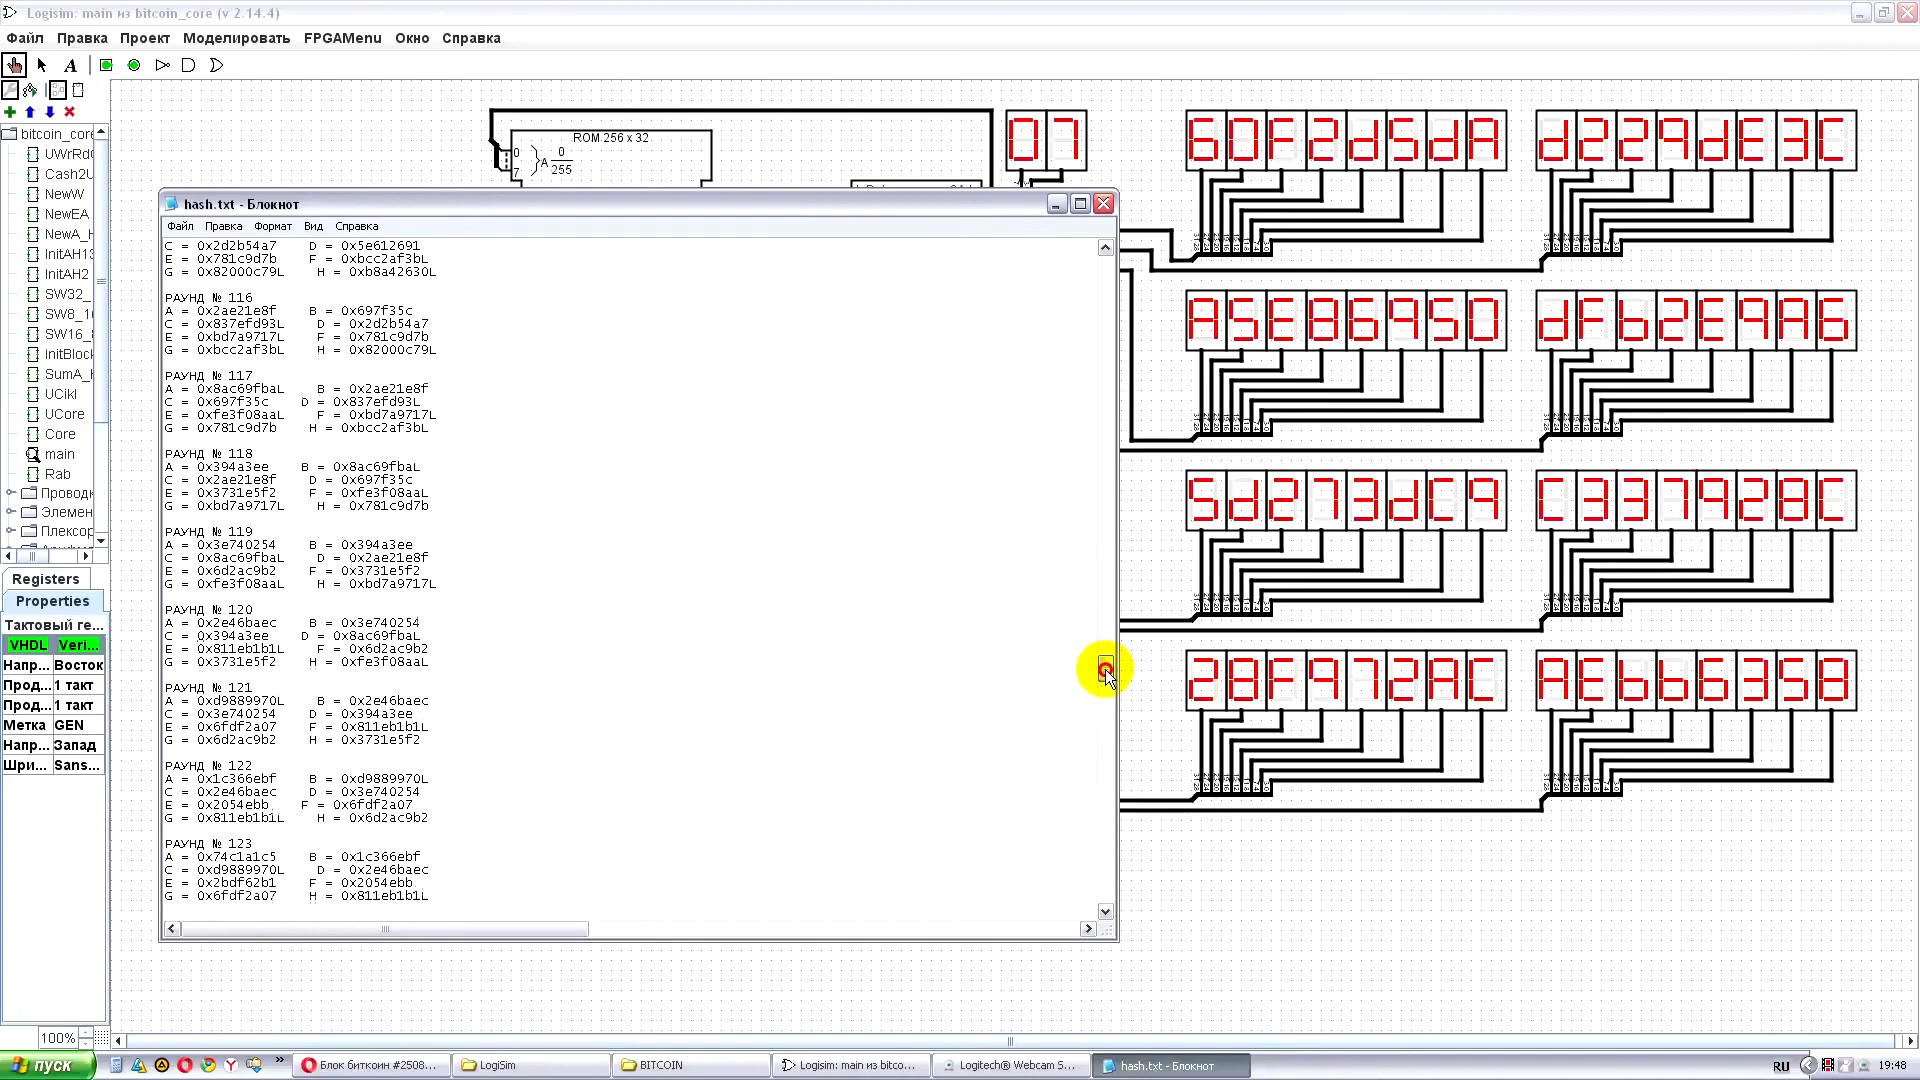 Logisim: main из bitcoin_core (v 2.14.4)
Файл Правка Проект Моделировать FPGAMenu Окно Справка
bitcoin_core
UWrRd
Cash2U
NewW
NewEA
NewA_H
InitAH13
InitAH2
SW32_
SW8_16
SW16_
InitBlock
SumA_H
UCikl
UCore
Core
main
Rab
Провод
Элемен
Плексор
Registers
Properties
Тактовый ге...
VHDL Veri...
Напр... Восток
Прод... 1 такт
Прод... 1 такт
Метка GEN
Напр... Запад
Шри... Sans...
100%
ROM 256 x 32
0
7
A 0
255
07
60F2d5dA d229dE3C
A5E86950 dFb2E9A6
5d273dC9 C33792BC
28F972AC AEbb6358
hash.txt - Блокнот
Файл Правка Формат Вид Справка
C = 0x2d2b54a7 D = 0x5e612691
E = 0x781c9d7b F = 0xbcc2af3bL
G = 0x82000c79L H = 0xb8a42630L
РАУНД № 116
A = 0x2ae21e8f B = 0x697f35c
C = 0x837efd93L D = 0x2d2b54a7
E = 0xbd7a9717L F = 0x781c9d7b
G = 0xbcc2af3bL H = 0x82000c79L
РАУНД № 117
A = 0x8ac69fbaL B = 0x2ae21e8f
C = 0x697f35c D = 0x837efd93L
E = 0xfe3f08aaL F = 0xbd7a9717L
G = 0x781c9d7b H = 0xbcc2af3bL
РАУНД № 118
A = 0x394a3ee B = 0x8ac69fbaL
C = 0x2ae21e8f D = 0x697f35c
E = 0x3731e5f2 F = 0xfe3f08aaL
G = 0xbd7a9717L H = 0x781c9d7b
РАУНД № 119
A = 0x3e740254 B = 0x394a3ee
C = 0x8ac69fbaL D = 0x2ae21e8f
E = 0x6d2ac9b2 F = 0x3731e5f2
G = 0xfe3f08aaL H = 0xbd7a9717L
РАУНД № 120
A = 0x2e46baec B = 0x3e740254
C = 0x394a3ee D = 0x8ac69fbaL
E = 0x811eb1b1L F = 0x6d2ac9b2
G = 0x3731e5f2 H = 0xfe3f08aaL
РАУНД № 121
A = 0xd9889970L B = 0x2e46baec
C = 0x3e740254 D = 0x394a3ee
E = 0x6fdf2a07 F = 0x811eb1b1L
G = 0x6d2ac9b2 H = 0x3731e5f2
РАУНД № 122
A = 0x1c366ebf B = 0xd9889970L
C = 0x2e46baec D = 0x3e740254
E = 0x2054ebb F = 0x6fdf2a07
G = 0x811eb1b1L H = 0x6d2ac9b2
РАУНД № 123
A = 0x74c1a1c5 B = 0x1c366ebf
C = 0xd9889970L D = 0x2e46baec
E = 0x2bdf62b1 F = 0x2054ebb
G = 0x6fdf2a07 H = 0x811eb1b1L
пуск
Блок биткоин #2508...
LogiSim
BITCOIN
Logisim: main из bitco...
Logitech® Webcam S...
hash.txt - Блокнот
RU
19:48